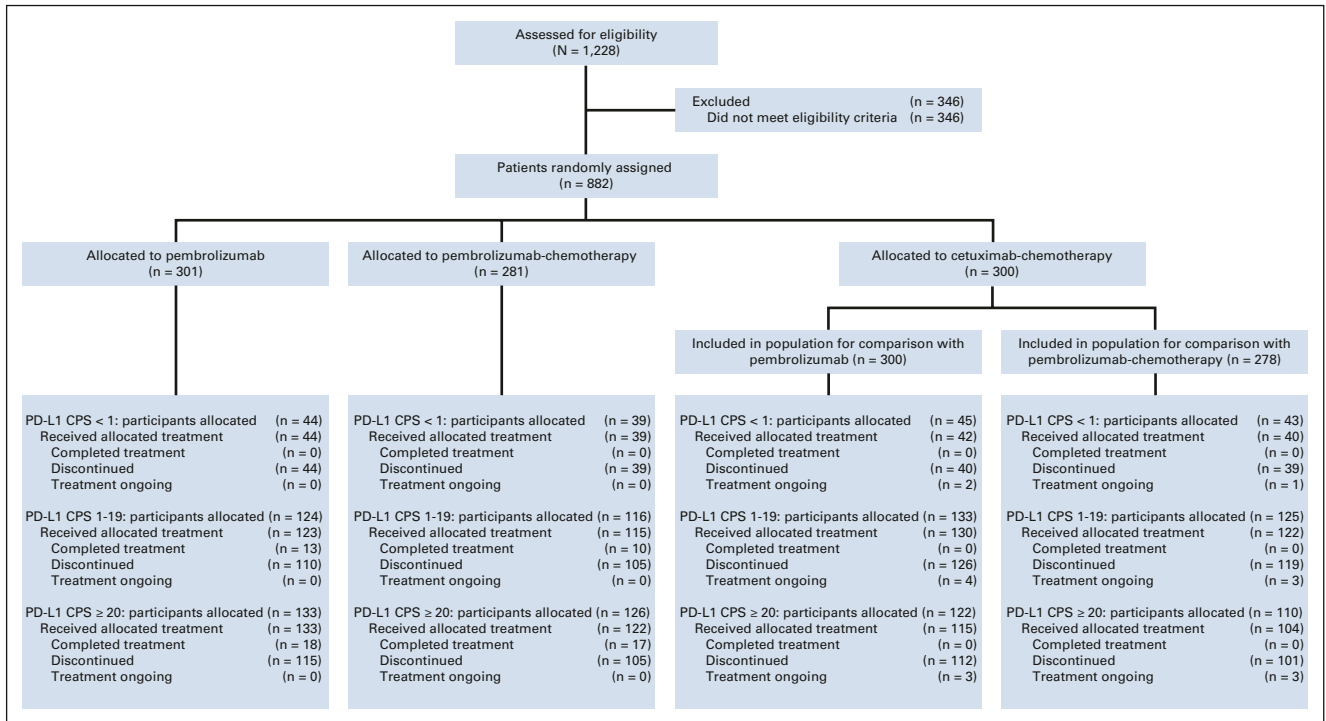 Assessed for eligibility
(N = 1,228)
Excluded (n = 346)
Did not meet eligibility criteria (n = 346)
Patients randomly assigned
(n = 882)
Allocated to pembrolizumab
(n = 301)
Allocated to pembrolizumab-chemotherapy
(n = 281)
Allocated to cetuximab-chemotherapy
(n = 300)
Included in population for comparison with
pembrolizumab (n = 300)
Included in population for comparison with
pembrolizumab-chemotherapy (n = 278)
PD-L1 CPS < 1: participants allocated (n = 44)
Received allocated treatment (n = 44)
Completed treatment (n = 0)
Discontinued (n = 44)
Treatment ongoing (n = 0)
PD-L1 CPS 1-19: participants allocated (n = 124)
Received allocated treatment (n = 123)
Completed treatment (n = 13)
Discontinued (n = 110)
Treatment ongoing (n = 0)
PD-L1 CPS ≥ 20: participants allocated (n = 133)
Received allocated treatment (n = 133)
Completed treatment (n = 18)
Discontinued (n = 115)
Treatment ongoing (n = 0)
PD-L1 CPS < 1: participants allocated (n = 39)
Received allocated treatment (n = 39)
Completed treatment (n = 0)
Discontinued (n = 39)
Treatment ongoing (n = 0)
PD-L1 CPS 1-19: participants allocated (n = 116)
Received allocated treatment (n = 115)
Completed treatment (n = 10)
Discontinued (n = 105)
Treatment ongoing (n = 0)
PD-L1 CPS ≥ 20: participants allocated (n = 126)
Received allocated treatment (n = 122)
Completed treatment (n = 17)
Discontinued (n = 105)
Treatment ongoing (n = 0)
PD-L1 CPS < 1: participants allocated (n = 45)
Received allocated treatment (n = 42)
Completed treatment (n = 0)
Discontinued (n = 40)
Treatment ongoing (n = 2)
PD-L1 CPS 1-19: participants allocated (n = 133)
Received allocated treatment (n = 130)
Completed treatment (n = 0)
Discontinued (n = 126)
Treatment ongoing (n = 4)
PD-L1 CPS ≥ 20: participants allocated (n = 122)
Received allocated treatment (n = 115)
Completed treatment (n = 0)
Discontinued (n = 112)
Treatment ongoing (n = 3)
PD-L1 CPS < 1: participants allocated (n = 43)
Received allocated treatment (n = 40)
Completed treatment (n = 0)
Discontinued (n = 39)
Treatment ongoing (n = 1)
PD-L1 CPS 1-19: participants allocated (n = 125)
Received allocated treatment (n = 122)
Completed treatment (n = 0)
Discontinued (n = 119)
Treatment ongoing (n = 3)
PD-L1 CPS ≥ 20: participants allocated (n = 110)
Received allocated treatment (n = 104)
Completed treatment (n = 0)
Discontinued (n = 101)
Treatment ongoing (n = 3)